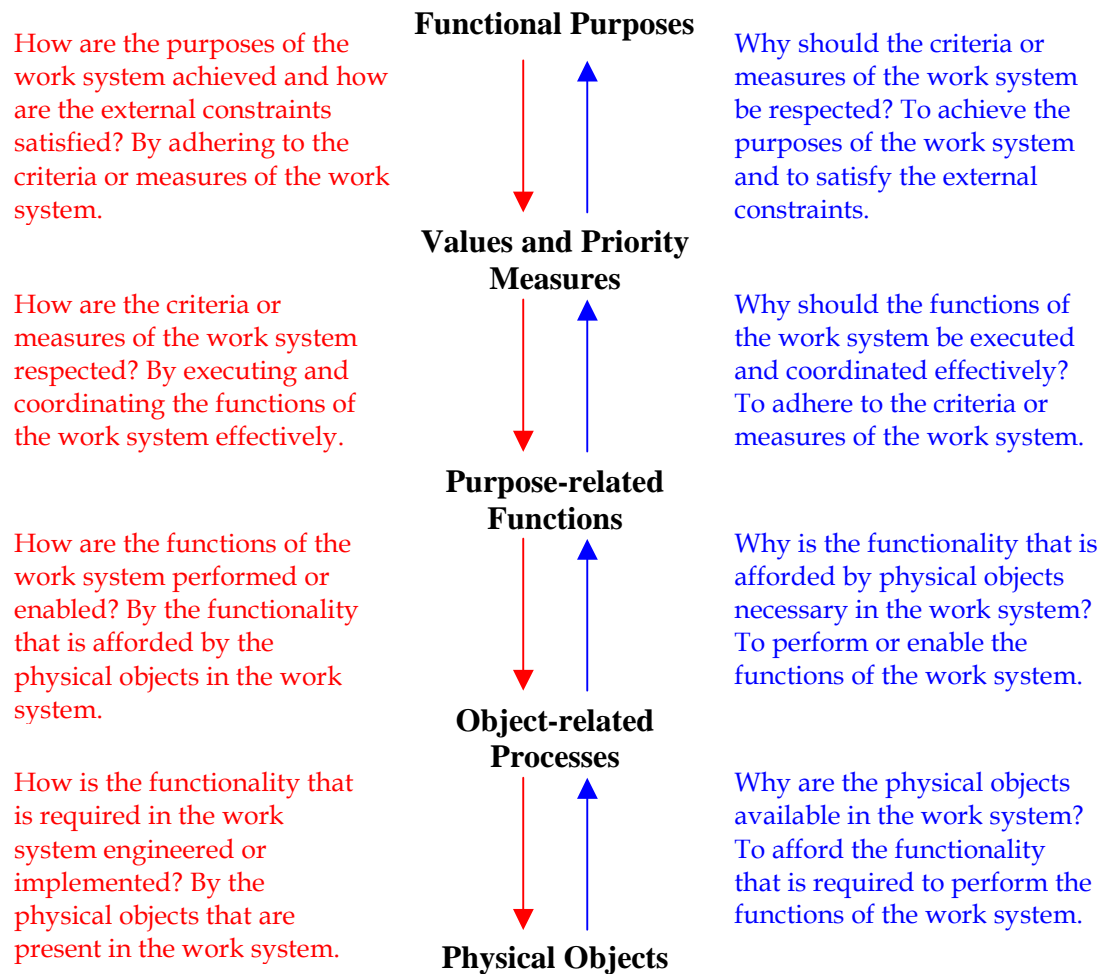 Functional Purposes
How are the purposes of the
work system achieved and how
are the external constraints
satisfied? By adhering to the
criteria or measures of the work
system.
Why should the criteria or
measures of the work system
be respected? To achieve the
purposes of the work system
and to satisfy the external
constraints.
Values and Priority
Measures
How are the criteria or
measures of the work system
respected? By executing and
coordinating the functions of
the work system effectively.
Why should the functions of
the work system be executed
and coordinated effectively?
To adhere to the criteria or
measures of the work system.
Purpose-related
Functions
How are the functions of the
work system performed or
enabled? By the functionality
that is afforded by the
physical objects in the work
system.
Why is the functionality that is
afforded by physical objects
necessary in the work system?
To perform or enable the
functions of the work system.
Object-related
Processes
How is the functionality that
is required in the work
system engineered or
implemented? By the
physical objects that are
present in the work system.
Why are the physical objects
available in the work system?
To afford the functionality
that is required to perform the
functions of the work system.
Physical Objects